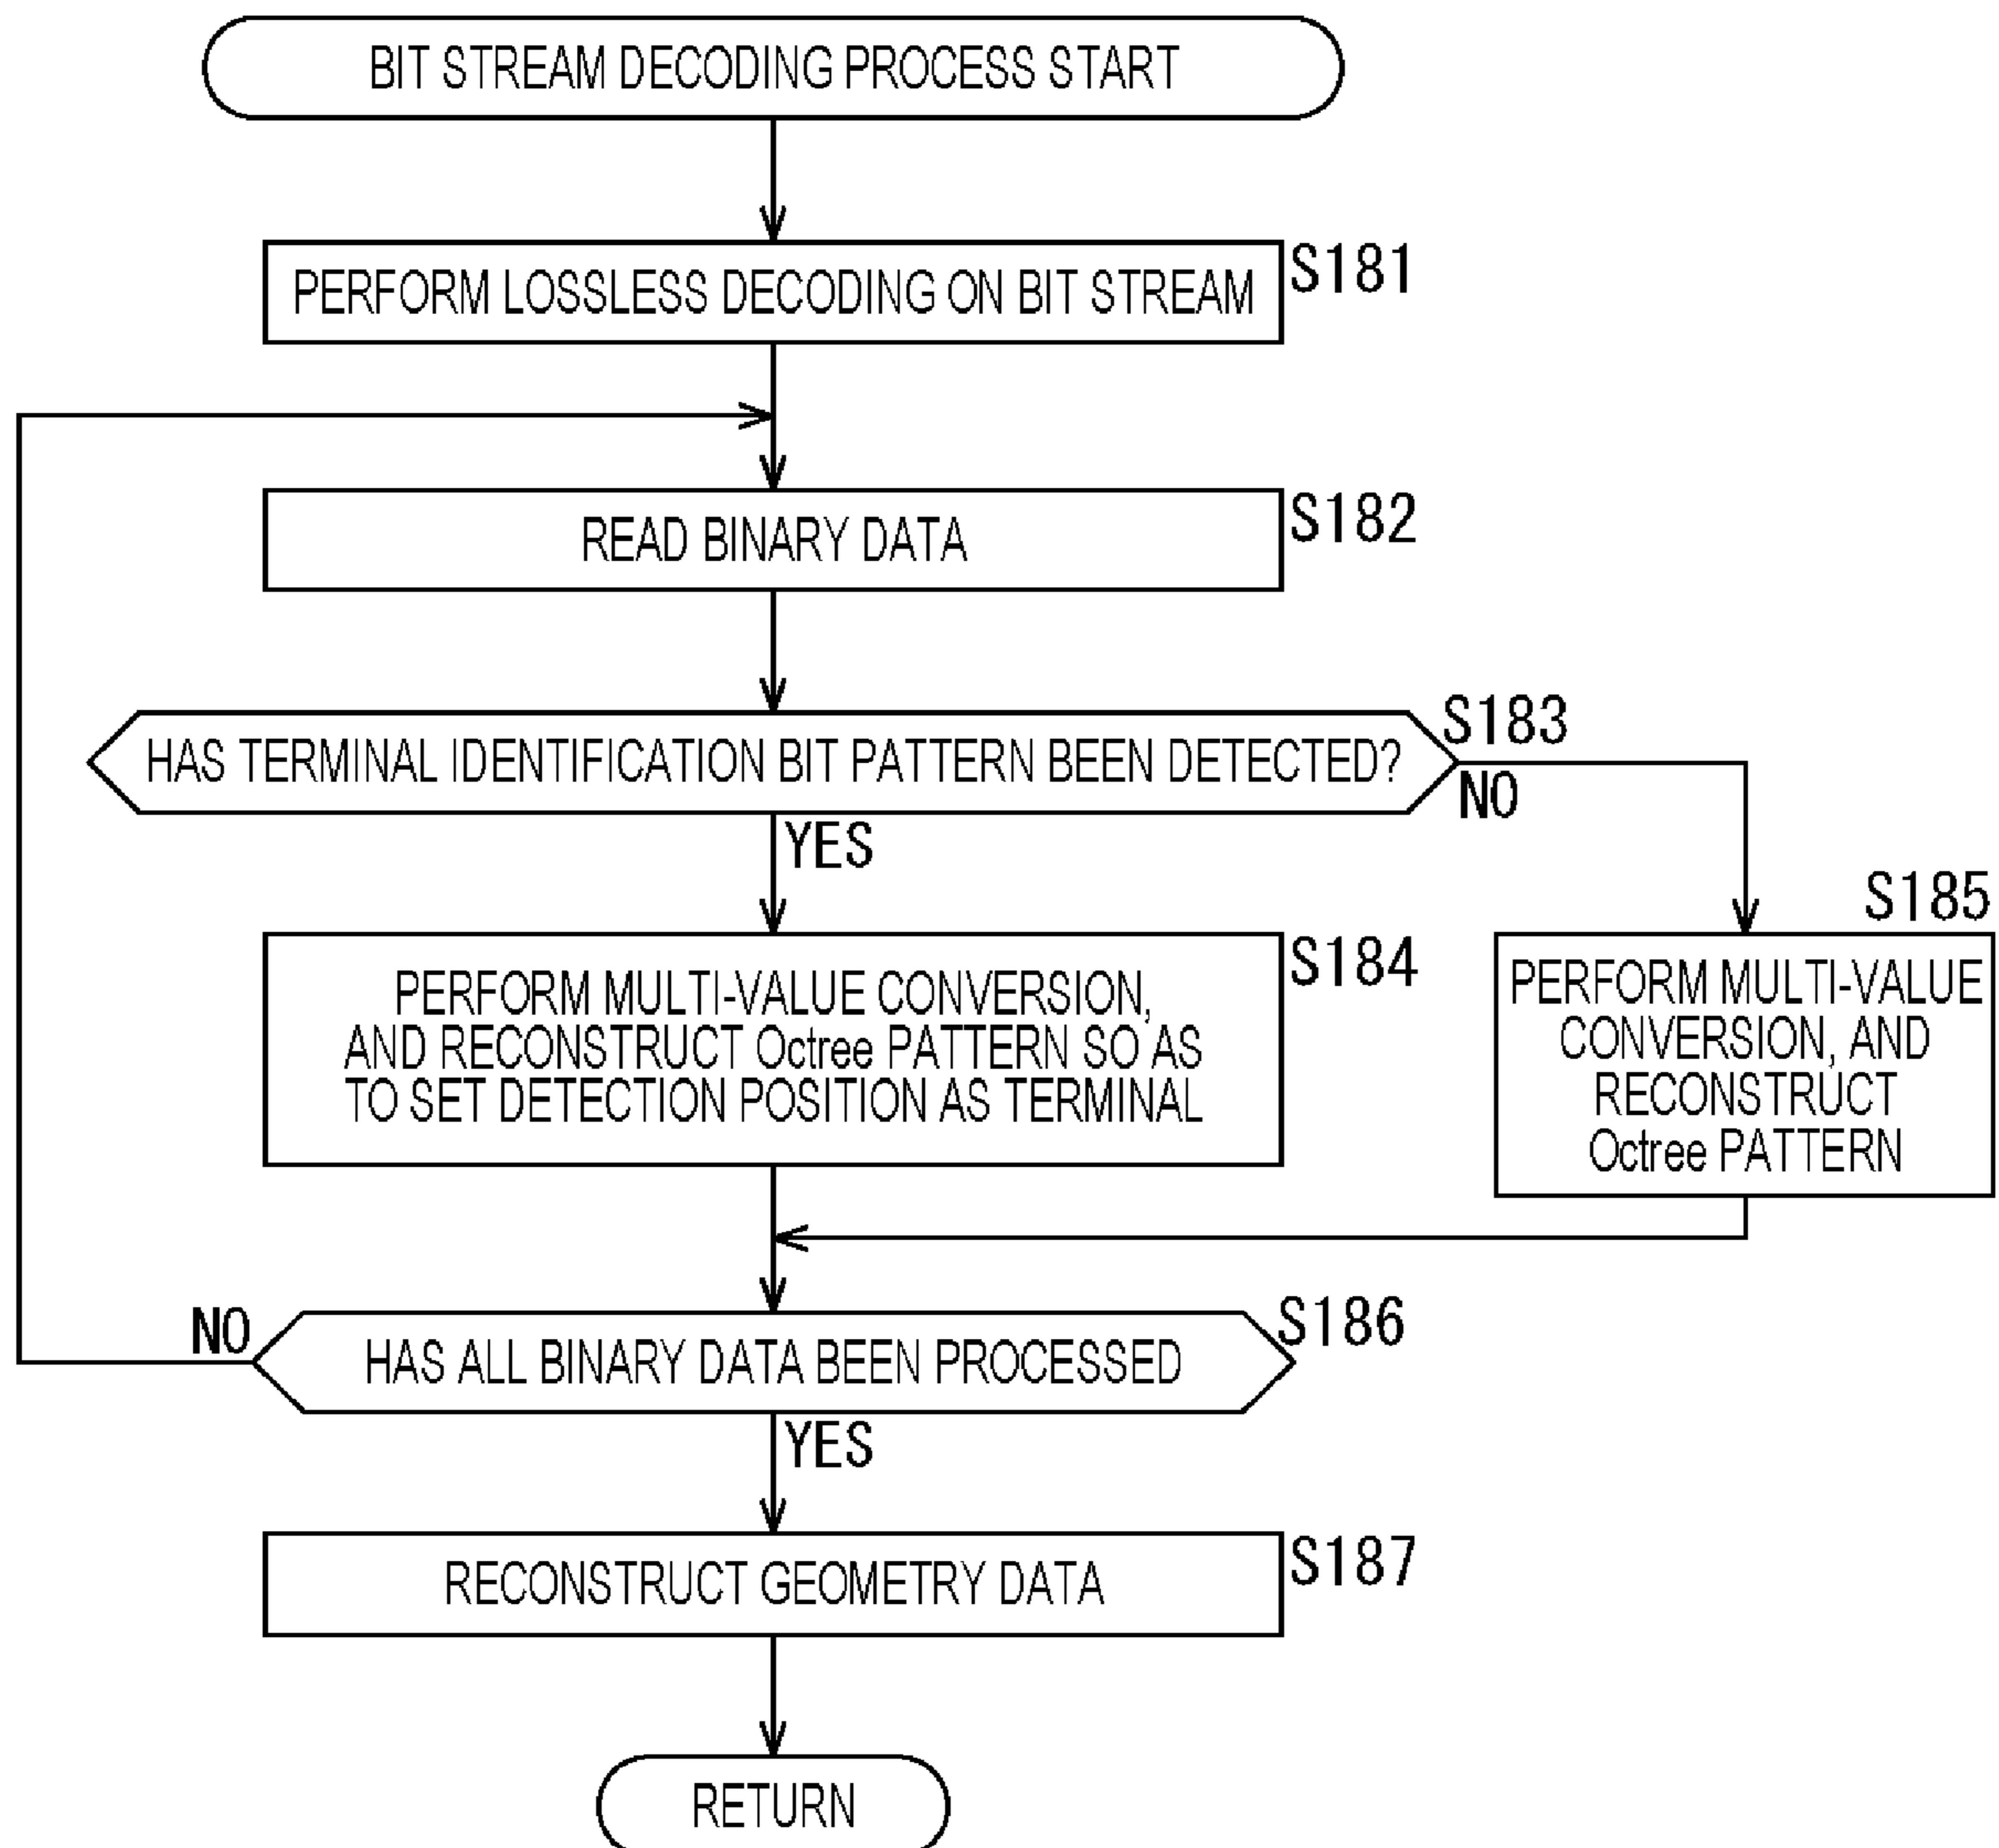 BIT STREAM DECODING PROCESS START
PERFORM LOSSLESS DECODING ON BIT STREAM
S181
READ BINARY DATA
S182
HAS TERMINAL IDENTIFICATION BIT PATTERN BEEN DETECTED?
S183
NO
YES
PERFORM MULTI-VALUE CONVERSION,
AND RECONSTRUCT Octree PATTERN SO AS
TO SET DETECTION POSITION AS TERMINAL
S184
S185
PERFORM MULTI-VALUE
CONVERSION, AND
RECONSTRUCT
Octree PATTERN
NO
HAS ALL BINARY DATA BEEN PROCESSED
S186
YES
RECONSTRUCT GEOMETRY DATA
S187
RETURN